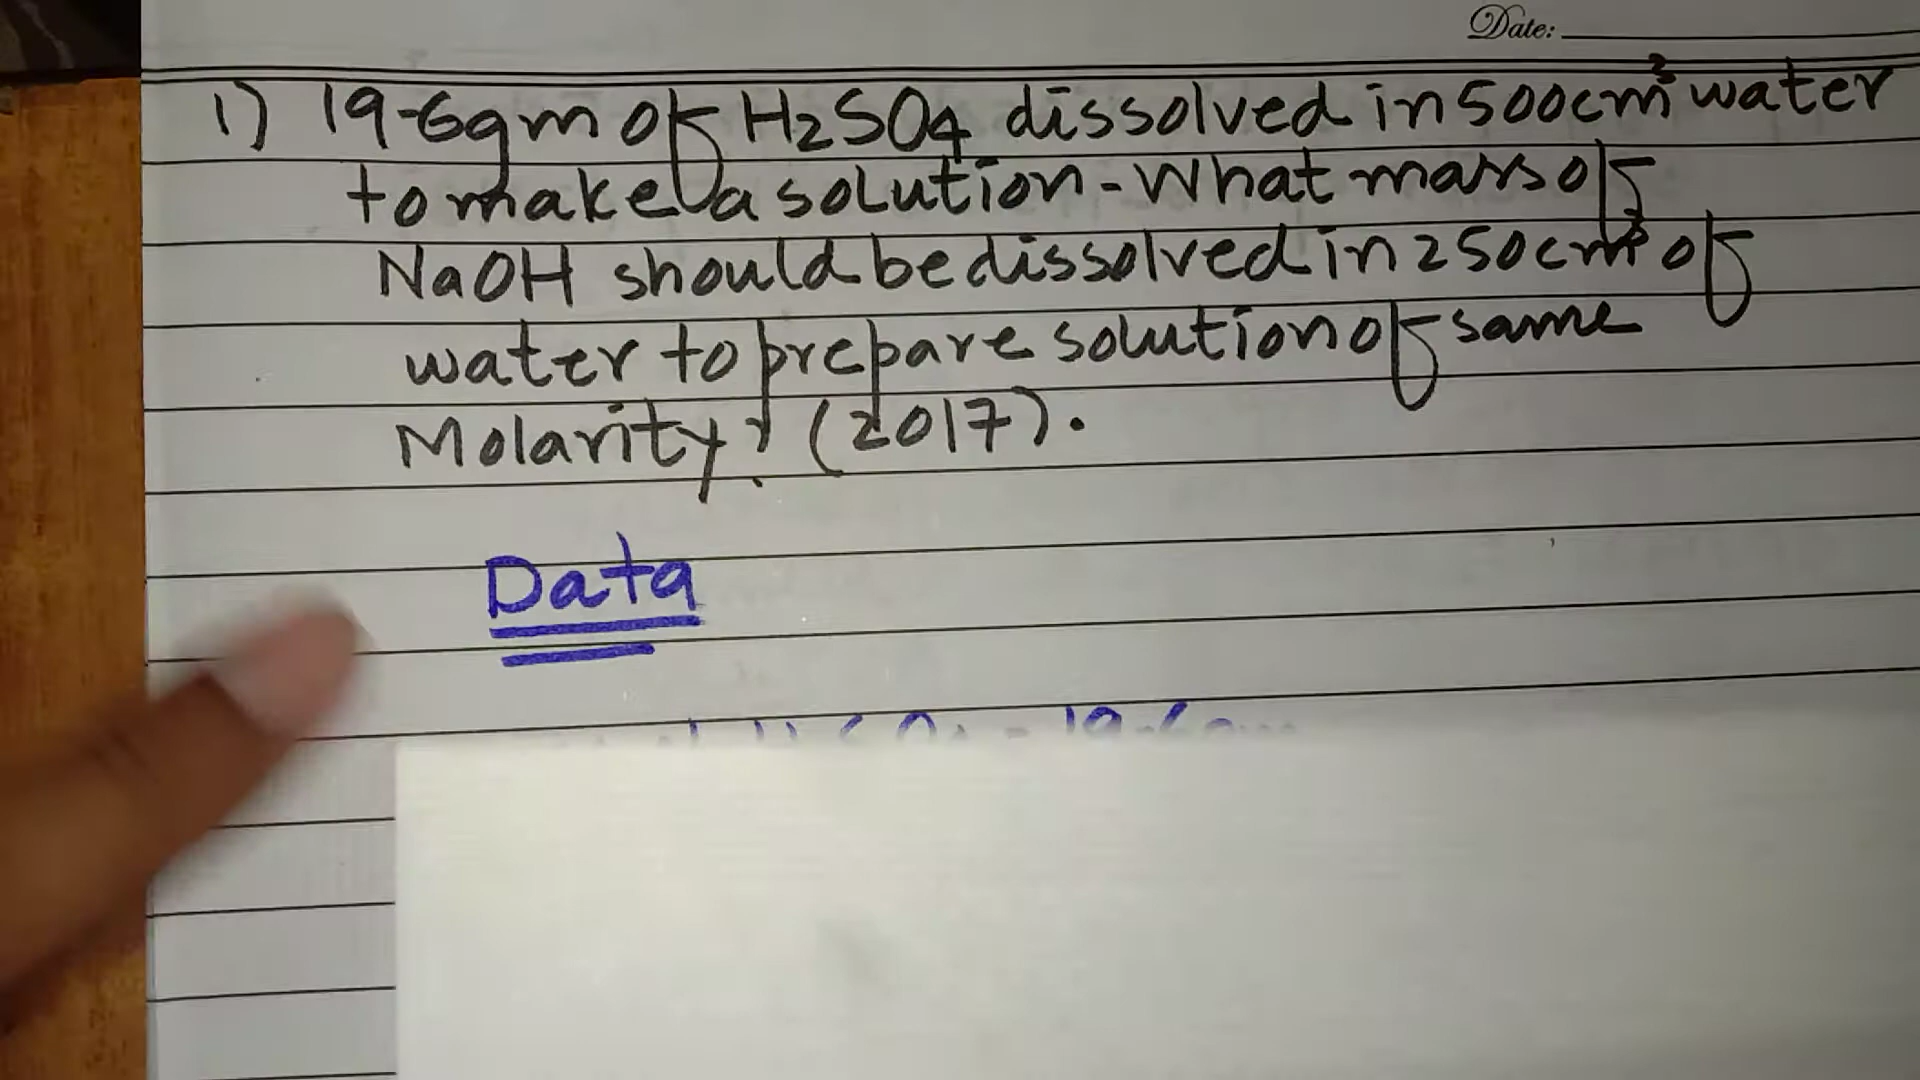 Date:
1) 19.6gm of H2SO4 dissolved in 500cm³ water
to make a solution. What mass of
NaOH should be dissolved in 250cm³ of
water to prepare solution of same
Molarity? (2017).
Data